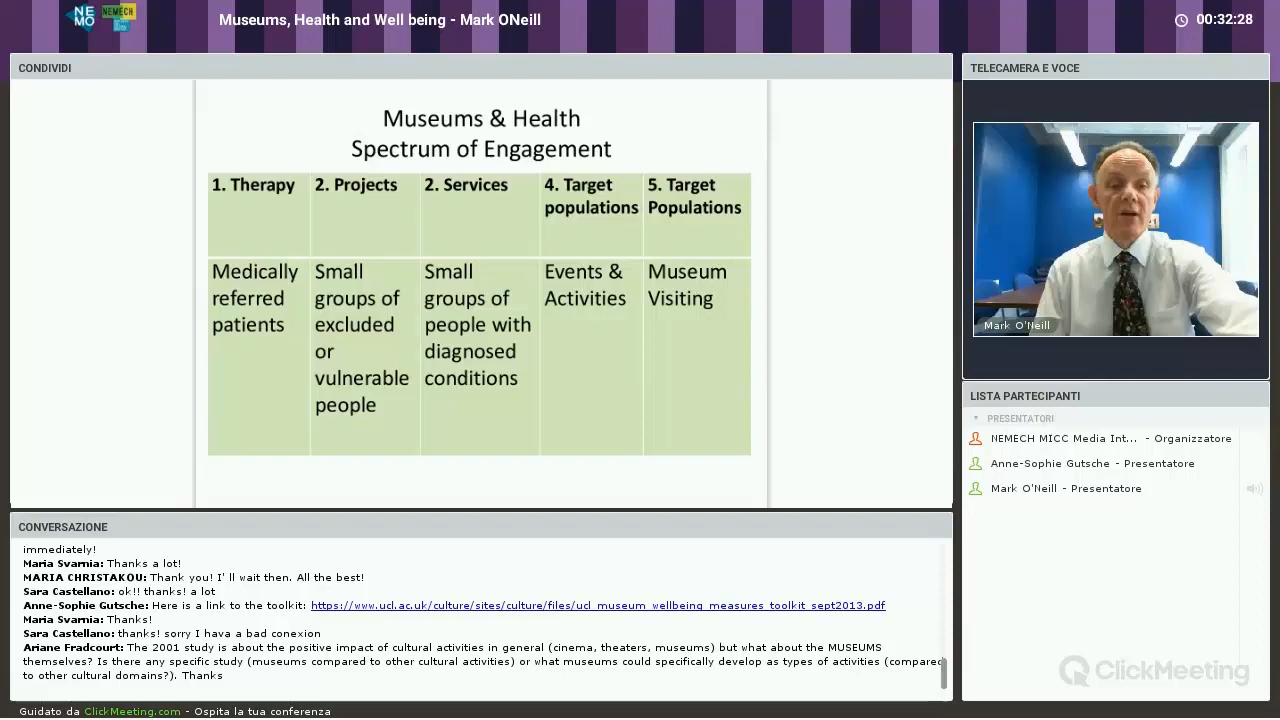 NE
MO
NEMECH
Museums, Health and Well being - Mark ONeill
00:32:28
CONDIVIDI
Museums & Health
Spectrum of Engagement
1. Therapy
2. Projects
2. Services
4. Target
populations
5. Target
Populations
Medically
referred
patients
Small
groups of
excluded
or
vulnerable
people
Small
groups of
people with
diagnosed
conditions
Events &
Activities
Museum
Visiting
TELECAMERA E VOCE
Mark O'Neill
LISTA PARTECIPANTI
PRESENTATORI
NEMECH MICC Media Int... - Organizzatore
Anne-Sophie Gutsche - Presentatore
Mark O'Neill - Presentatore
CONVERSAZIONE
immediately!
Maria Svarnia: Thanks a lot!
MARIA CHRISTAKOU: Thank you! I' ll wait then. All the best!
Sara Castellano: ok!! thanks! a lot
Anne-Sophie Gutsche: Here is a link to the toolkit: https://www.ucl.ac.uk/culture/sites/culture/files/ucl_museum_wellbeing_measures_toolkit_sept2013.pdf
Maria Svarnia: Thanks!
Sara Castellano: thanks! sorry I hava a bad conexion
Ariane Fradcourt: The 2001 study is about the positive impact of cultural activities in general (cinema, theaters, museums) but what about the MUSEUMS
themselves? Is there any specific study (museums compared to other cultural activities) or what museums could specifically develop as types of activities (compared
to other cultural domains?). Thanks
ClickMeeting
Guidato da ClickMeeting.com - Ospita la tua conferenza